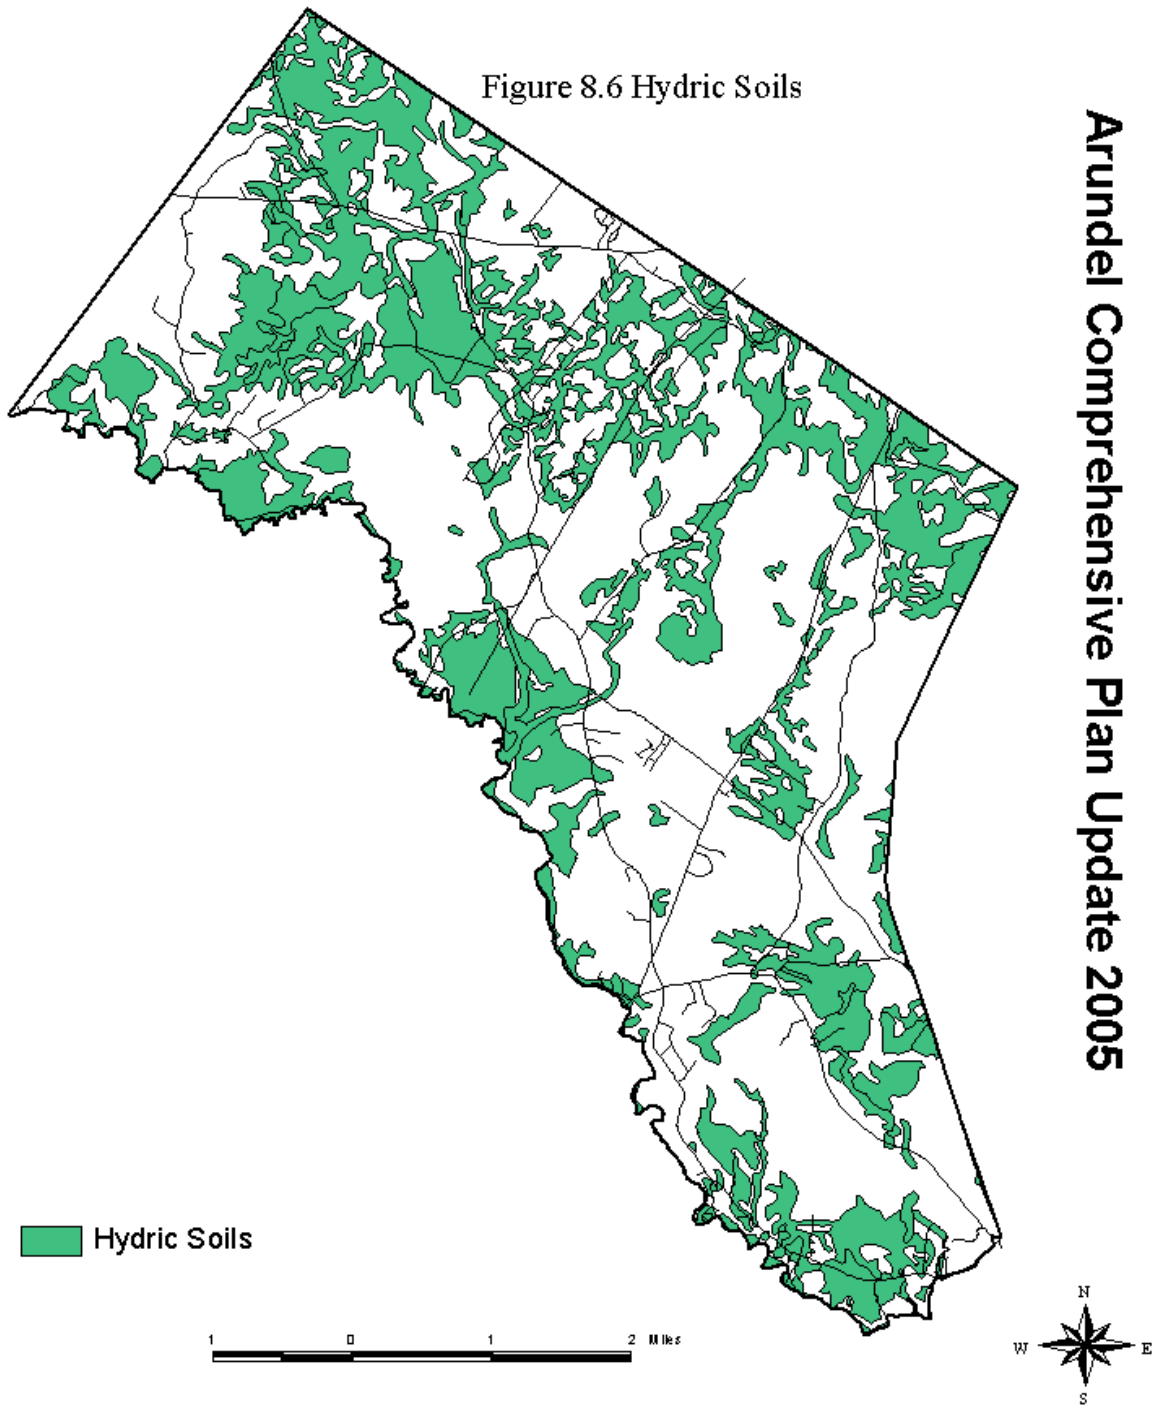 Figure 8.6 Hydric Soils
Arundel Comprehensive Plan Update 2005
Hydric Soils
1 0 1 2 Miles
N
W E
S